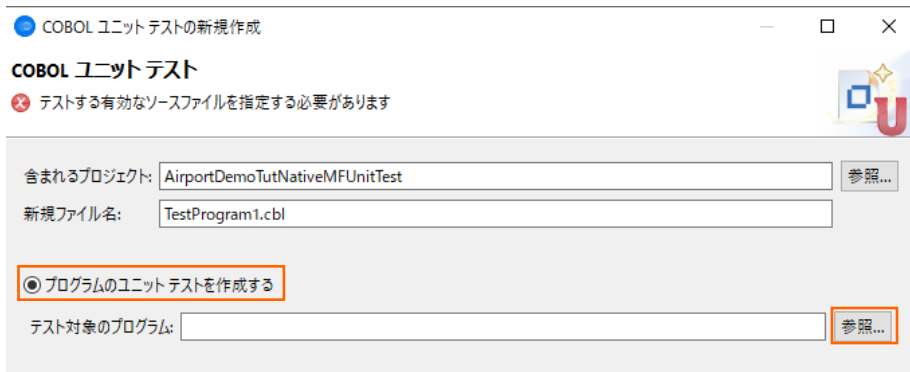 COBOL ユニット テストの新規作成
COBOL ユニット テスト
テストする有効なソースファイルを指定する必要があります
含まれるプロジェクト: AirportDemoTutNativeMFUnitTest 参照...
新規ファイル名: TestProgram1.cbl
プログラムのユニット テストを作成する
テスト対象のプログラム: 参照...